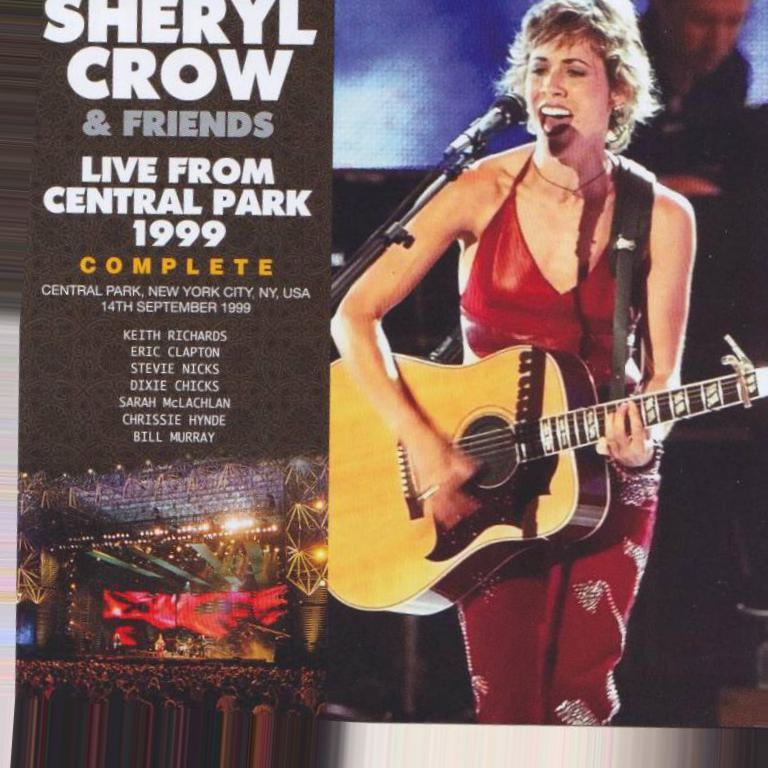 SHERYL
CROW
& FRIENDS
LIVE FROM
CENTRAL PARK
1999
COMPLETE
CENTRAL PARK, NEW YORK CITY, NY, USA
14TH SEPTEMBER 1999
KEITH RICHARDS
ERIC CLAPTON
STEVIE NICKS
DIXIE CHICKS
SARAH McLACHLAN
CHRISSIE HYNDE
BILL MURRAY